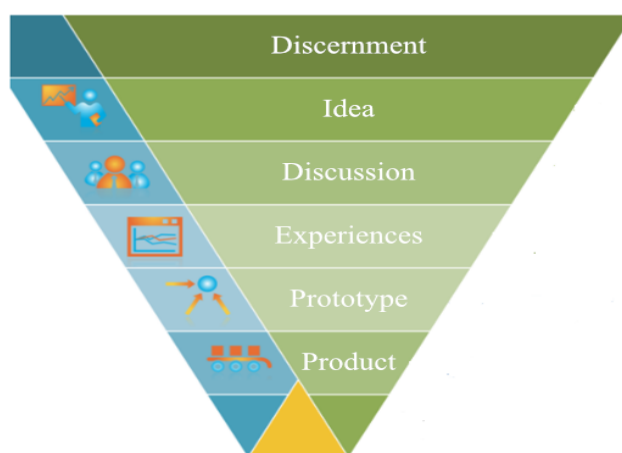 Discernment
Idea
Discussion
Experiences
Prototype
Product